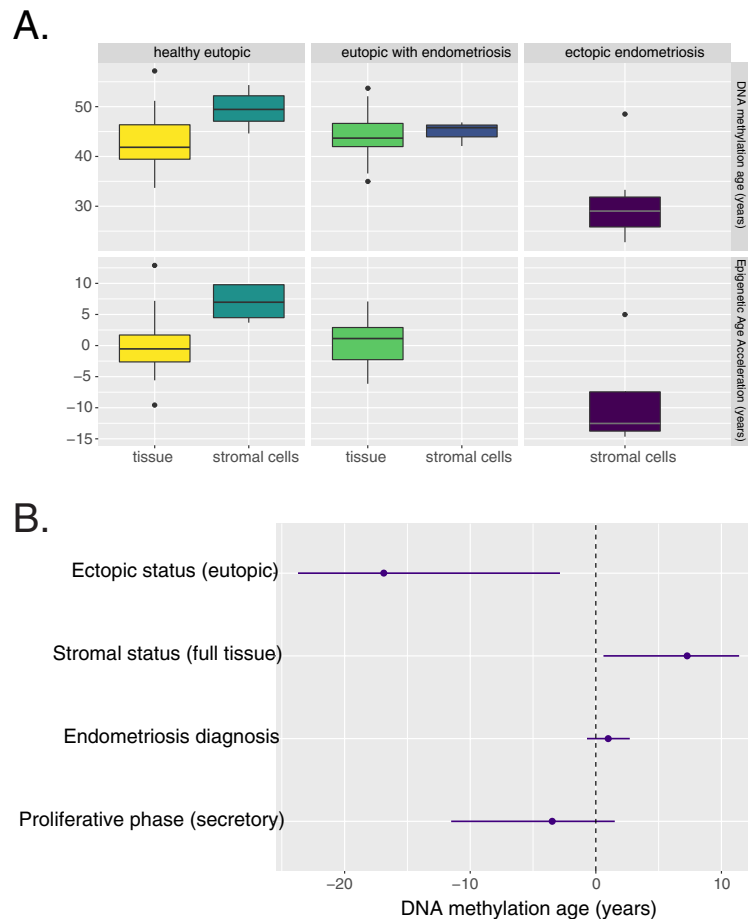 A.
healthy eutopic
eutopic with endometriosis
ectopic endometriosis
50
40
30
DNA methylation age (years)
10
5
0
−5
−10
−15
Epigenetic Age Acceleration (years)
tissue
stromal cells
tissue
stromal cells
stromal cells
B.
Ectopic status (eutopic)
Stromal status (full tissue)
Endometriosis diagnosis
Proliferative phase (secretory)
−20
−10
0
10
DNA methylation age (years)